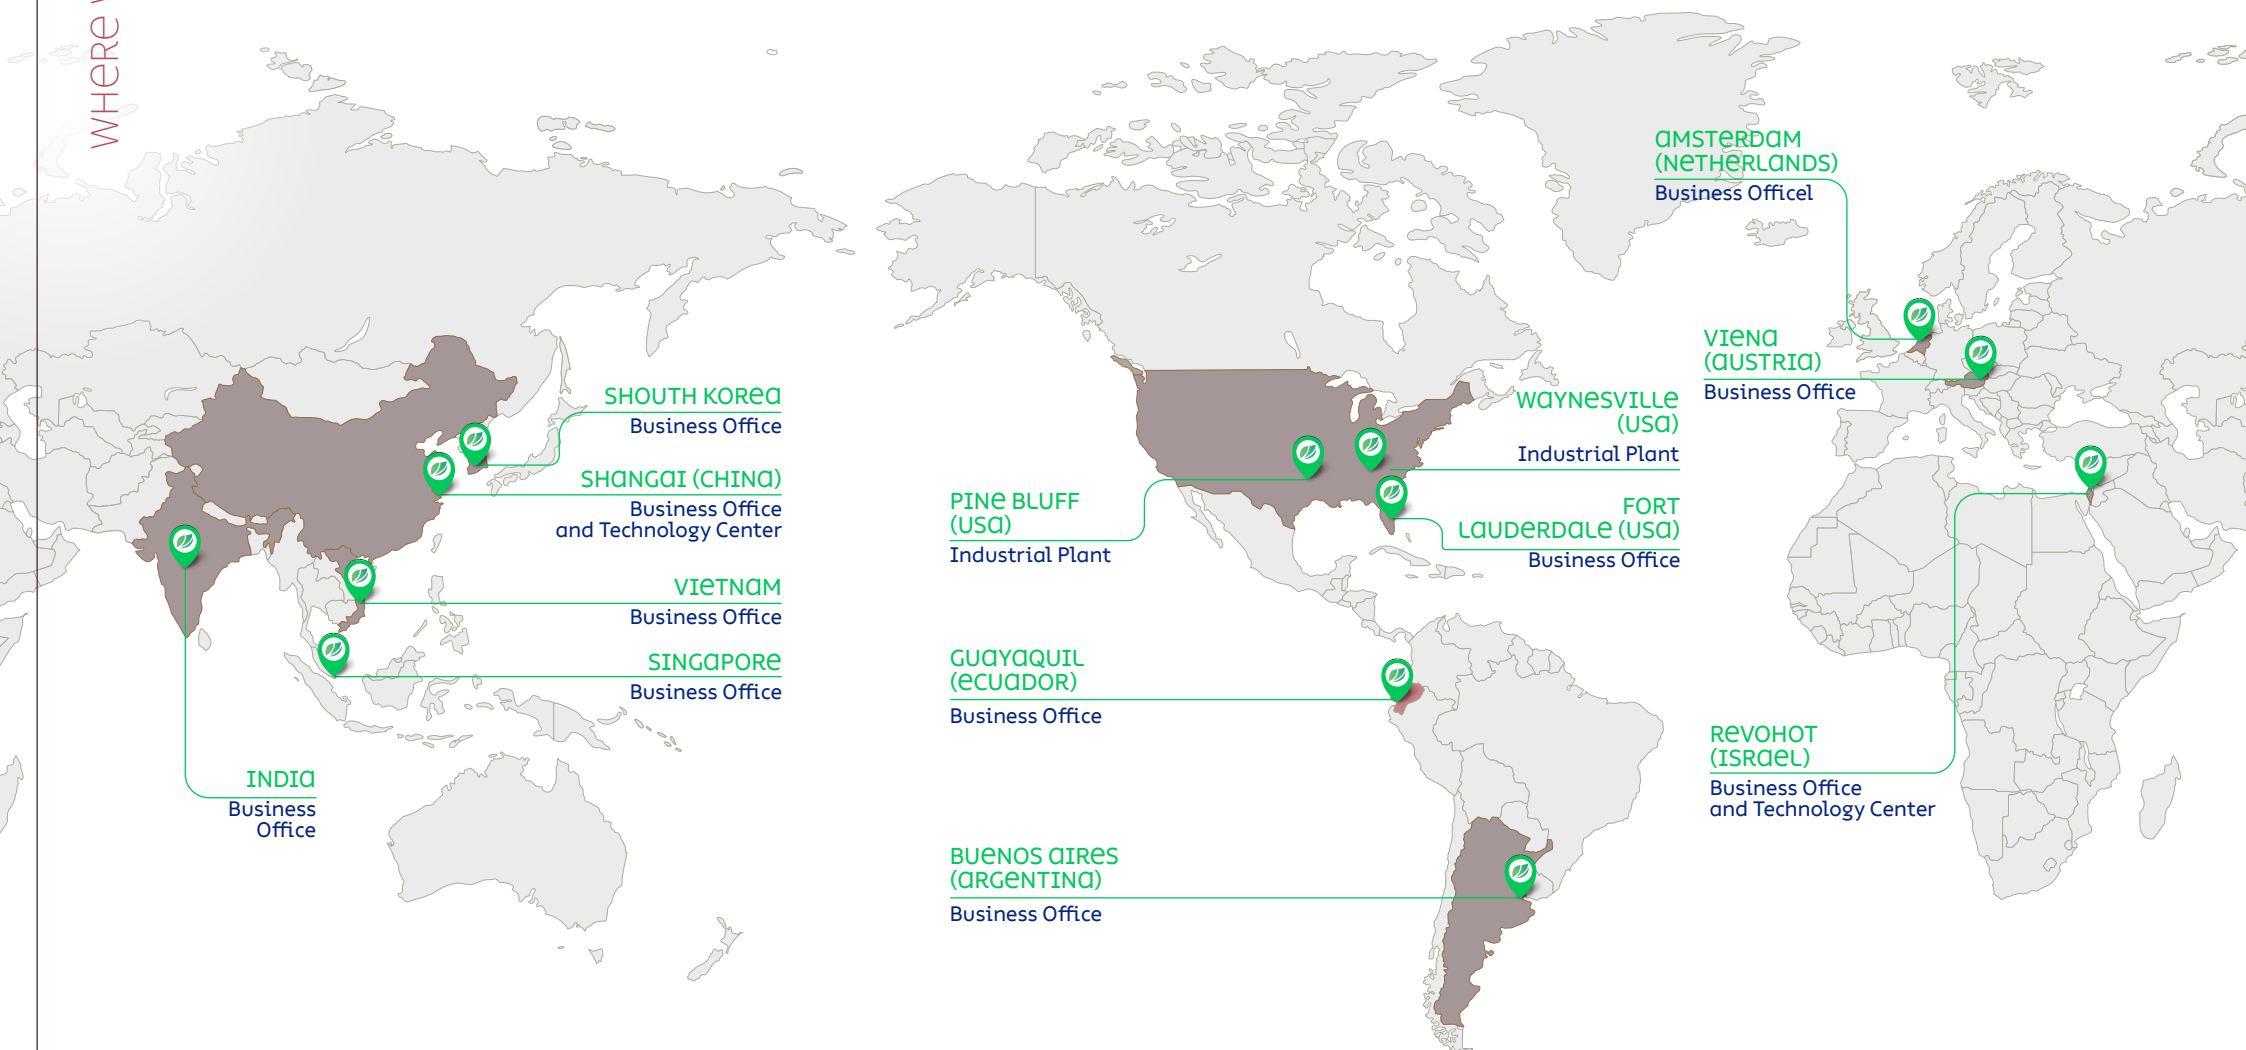 WHERE
SHOUTH KOREA
Business Office
SHANGAI (CHINA)
Business Office
and Technology Center
VIETNAM
Business Office
SINGAPORE
Business Office
INDIA
Business
Office
PINE BLUFF
(USA)
Industrial Plant
WAYNESVILLE
(USA)
Industrial Plant
FORT
LAUDERDALE (USA)
Business Office
GUAYAQUIL
(ECUADOR)
Business Office
BUENOS AIRES
(ARGENTINA)
Business Office
AMSTERDAM
(NETHERLANDS)
Business Officel
VIENA
(AUSTRIA)
Business Office
REVOHOT
(ISRAEL)
Business Office
and Technology Center